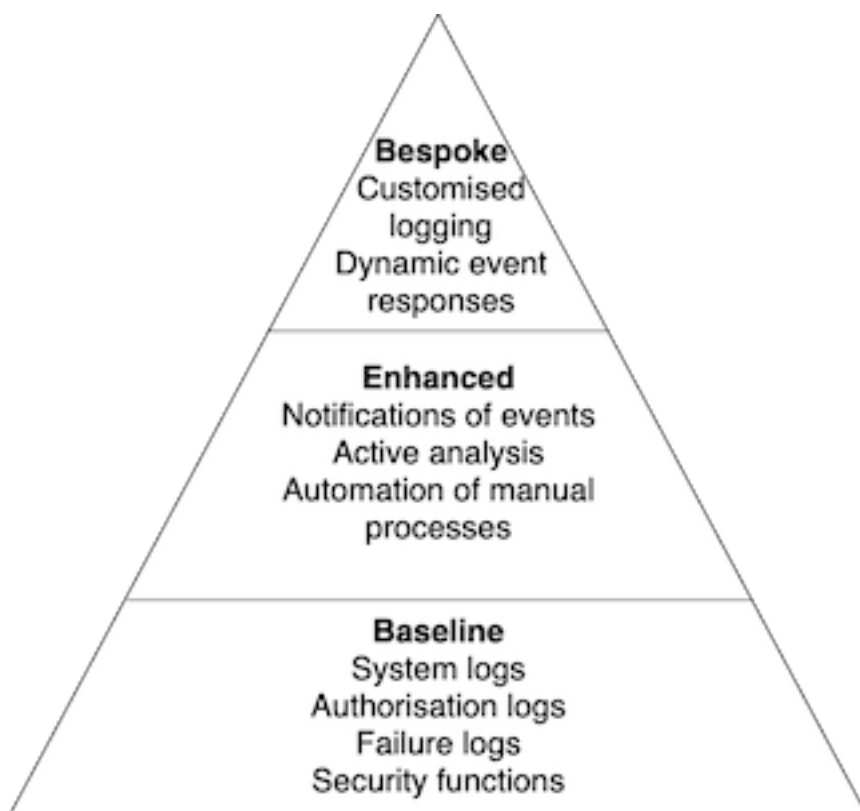 Bespoke
Customised
logging
Dynamic event
responses
Enhanced
Notifications of events
Active analysis
Automation of manual
processes
Baseline
System logs
Authorisation logs
Failure logs
Security functions